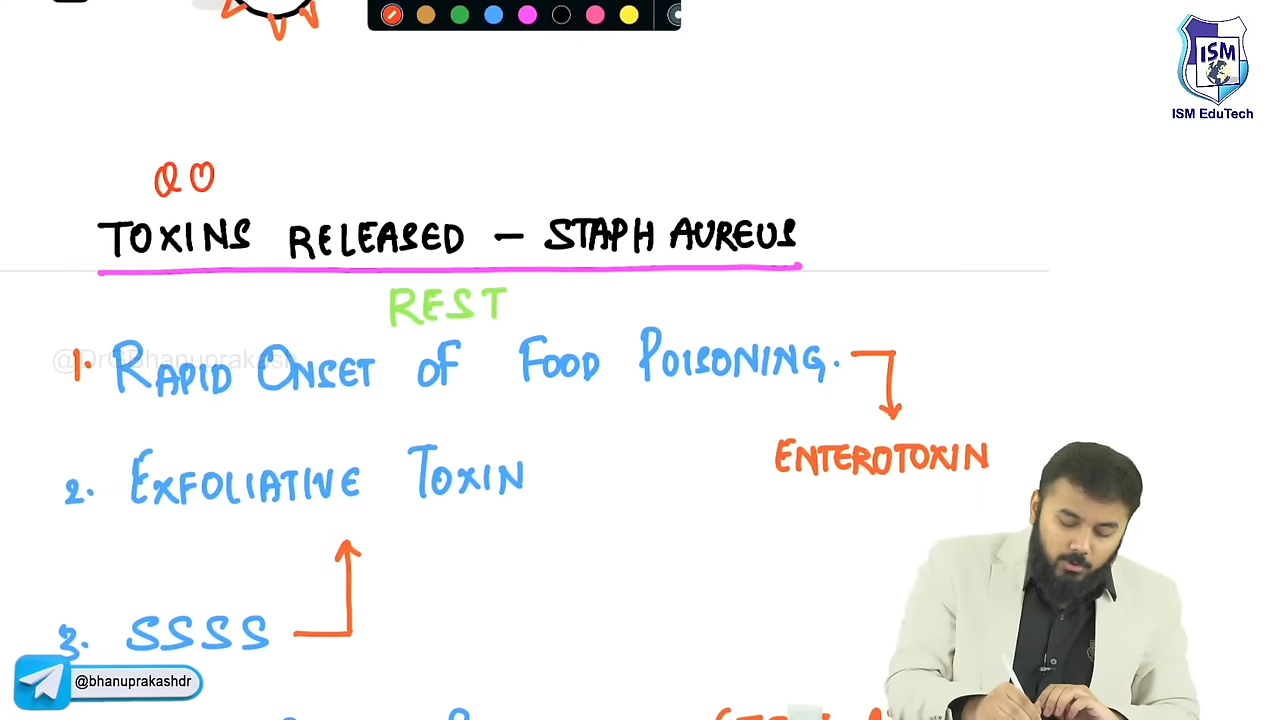 ISM
ISM EduTech
TOXINS RELEASED - STAPH AUREUS
REST
@DrGBhanuprakash
1. RAPID ONSET OF FOOD POISONING.
ENTEROTOXIN
2. EXFOLIATIVE TOXIN
3. SSSS
@bhanuprakashdr